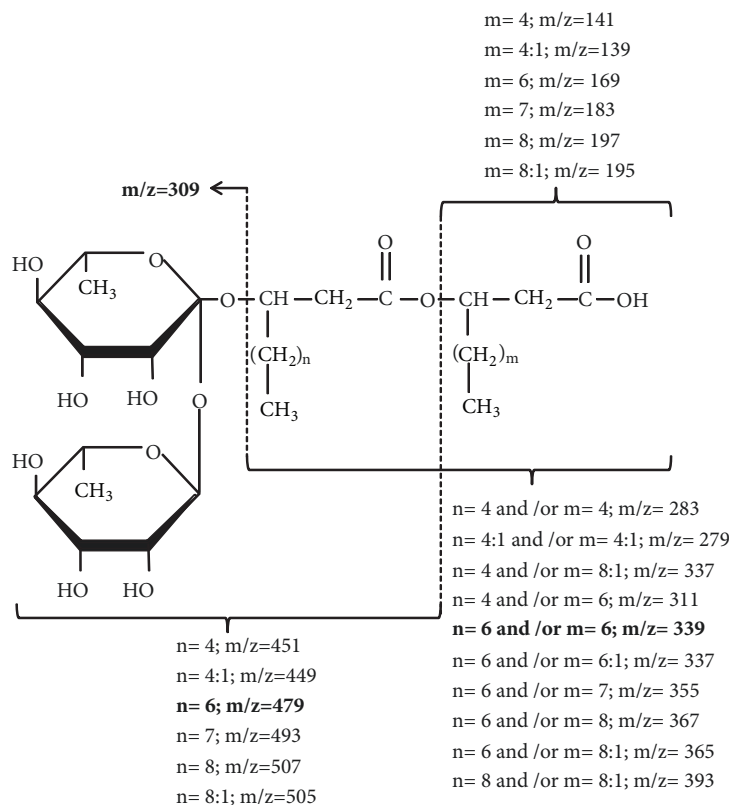 m= 4; m/z=141
m= 4:1; m/z=139
m= 6; m/z= 169
m= 7; m/z=183
m= 8; m/z= 197
m= 8:1; m/z= 195
m/z=309
O O
HO O
CH₃ O CH CH₂ C O CH CH₂ C OH
HO
(CH₂)ₙ (CH₂)ₘ
HO HO O CH₃ CH₃
O
HO
CH₃
HO
HO HO
n= 4 and /or m= 4; m/z= 283
n= 4:1 and /or m= 4:1; m/z= 279
n= 4 and /or m= 8:1; m/z= 337
n= 4 and /or m= 6; m/z= 311
n= 6 and /or m= 6; m/z= 339
n= 6 and /or m= 6:1; m/z= 337
n= 6 and /or m= 7; m/z= 355
n= 6 and /or m= 8; m/z= 367
n= 6 and /or m= 8:1; m/z= 365
n= 8 and /or m= 8:1; m/z= 393
n= 4; m/z=451
n= 4:1; m/z=449
n= 6; m/z=479
n= 7; m/z=493
n= 8; m/z=507
n= 8:1; m/z=505